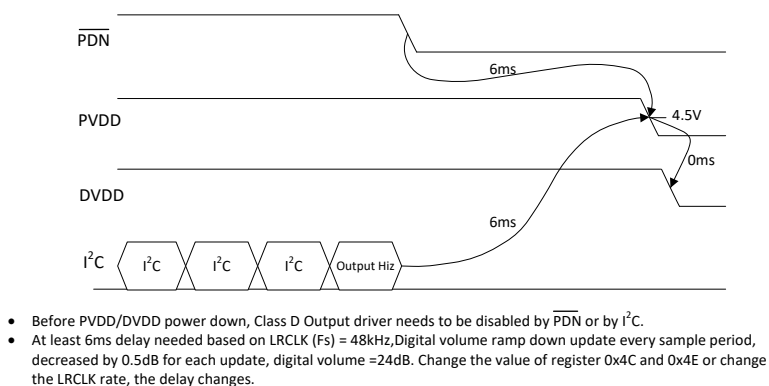 PDN
6ms
PVDD
4.5V
0ms
DVDD
6ms
I²C
I²C I²C I²C Output Hiz
• Before PVDD/DVDD power down, Class D Output driver needs to be disabled by PDN or by I²C.
• At least 6ms delay needed based on LRCLK (Fs) = 48kHz,Digital volume ramp down update every sample period,
decreased by 0.5dB for each update, digital volume =24dB. Change the value of register 0x4C and 0x4E or change
the LRCLK rate, the delay changes.